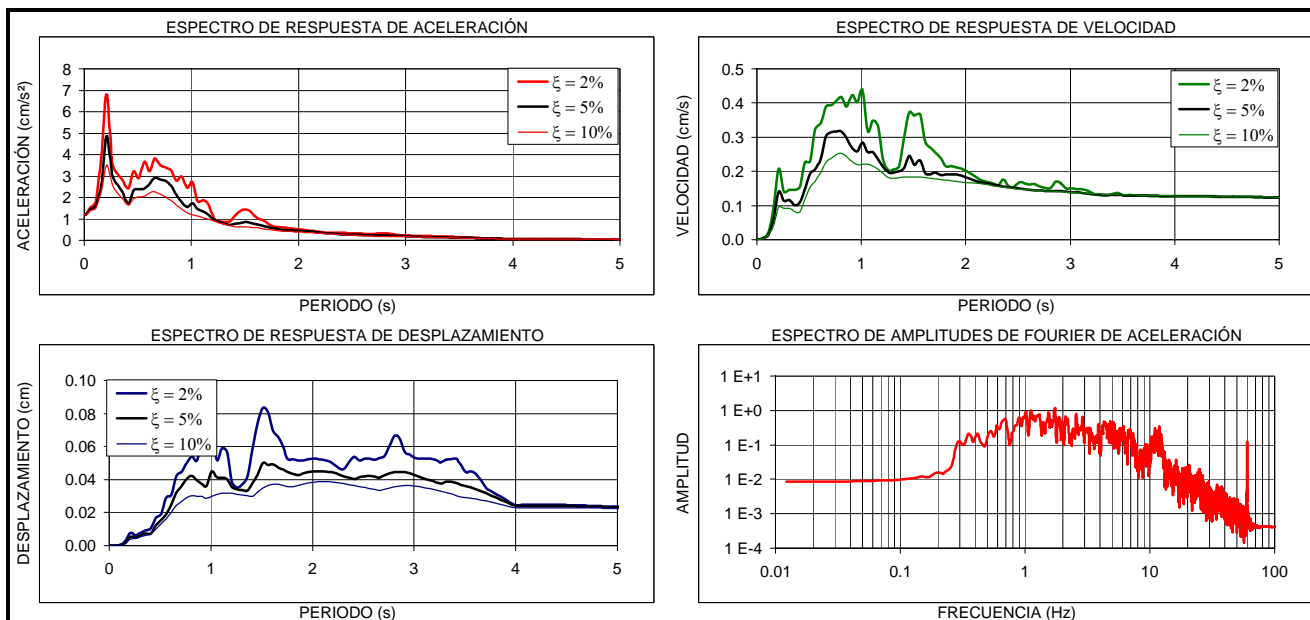 ESPECTRO DE RESPUESTA DE ACELERACIÓN
ACELERACIÓN (cm/s²)
8
7
6
5
4
3
2
1
0
ξ = 2%
ξ = 5%
ξ = 10%
0 1 2 3 4 5
PERIODO (s)
ESPECTRO DE RESPUESTA DE VELOCIDAD
VELOCIDAD (cm/s)
0.5
0.4
0.3
0.2
0.1
0.0
ξ = 2%
ξ = 5%
ξ = 10%
0 1 2 3 4 5
PERIODO (s)
ESPECTRO DE RESPUESTA DE DESPLAZAMIENTO
DESPLAZAMIENTO (cm)
0.10
0.08
0.06
0.04
0.02
0.00
ξ = 2%
ξ = 5%
ξ = 10%
0 1 2 3 4 5
PERIODO (s)
ESPECTRO DE AMPLITUDES DE FOURIER DE ACELERACIÓN
AMPLITUD
1 E+1
1 E+0
1 E-1
1 E-2
1 E-3
1 E-4
0.01 0.1 1 10 100
FRECUENCIA (Hz)